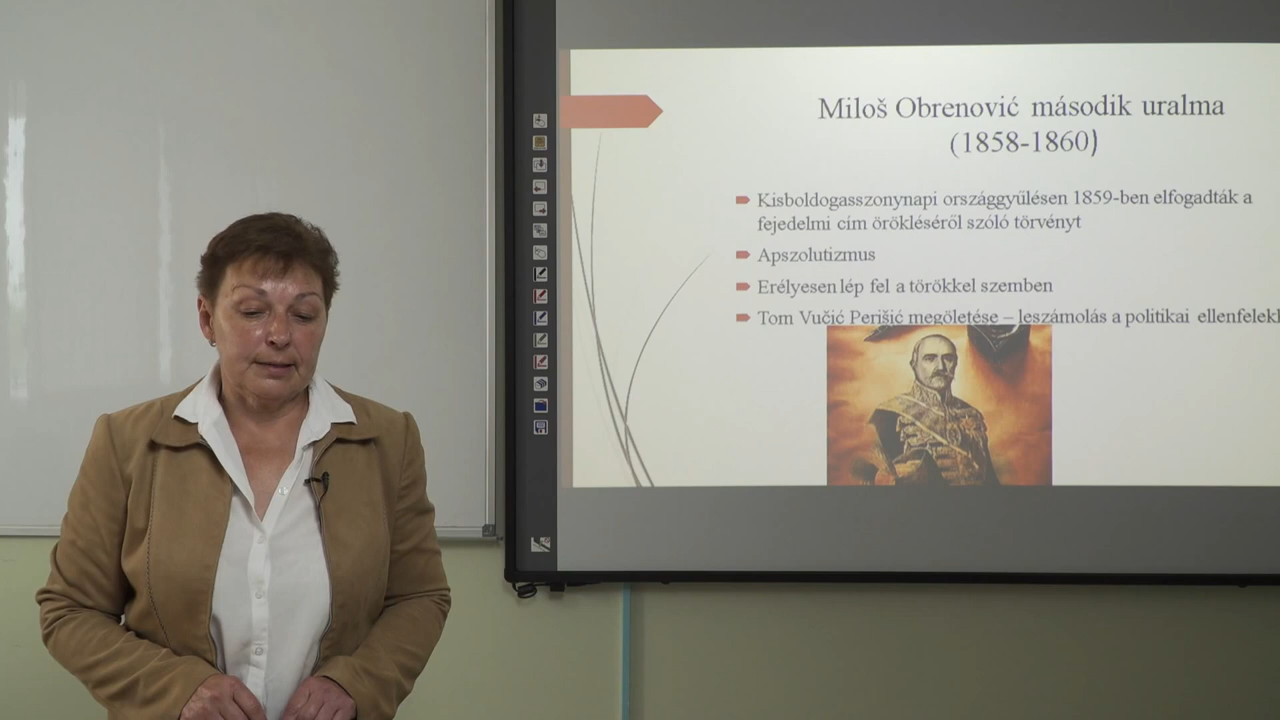 Miloš Obrenović második uralma
(1858-1860)
Kisboldogasszonynapi országgyűlésen 1859-ben elfogadták a
fejedelmi cím örökléséről szóló törvényt
Apszolutizmus
Erélyesen lép fel a törökkel szemben
Tom Vučić Perišić megöletése – leszámolás a politikai